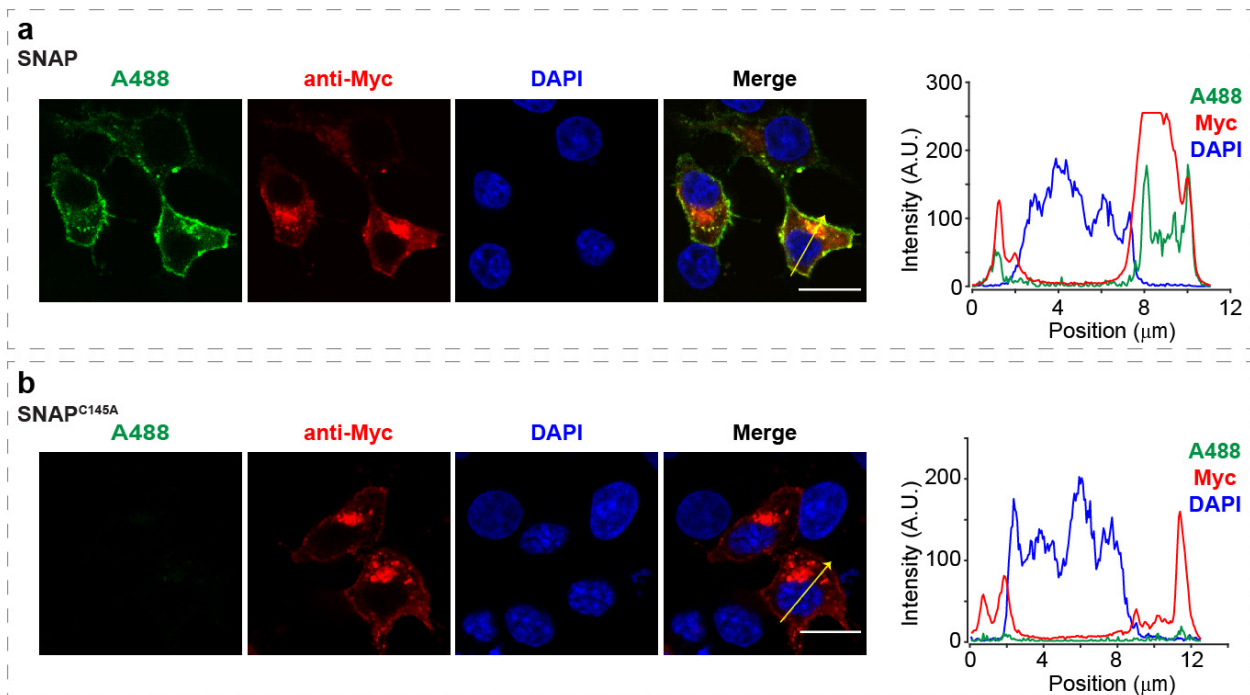 a
SNAP
A488 anti-Myc DAPI Merge
300
200
100
0
Intensity (A.U.)
0 4 8 12
Position (μm)
A488
Myc
DAPI
b
SNAPC145A
A488 anti-Myc DAPI Merge
200
100
0
Intensity (A.U.)
0 4 8 12
Position (μm)
A488
Myc
DAPI